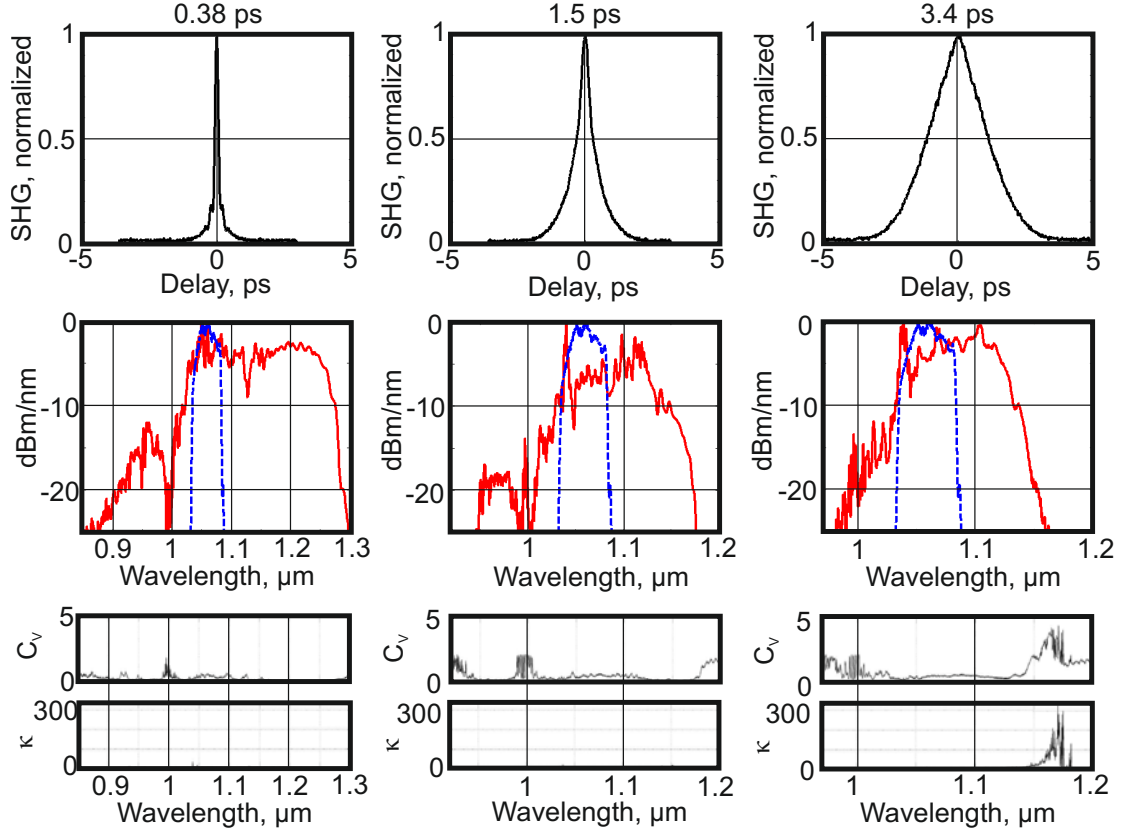 0.38 ps
1
SHG, normalized
0.5
0
-5
0
5
Delay, ps
1.5 ps
1
SHG, normalized
0.5
0
-5
0
5
Delay, ps
3.4 ps
1
SHG, normalized
0.5
0
-5
0
5
Delay, ps
0
dBm/nm
-10
-20
0.9
1
1.1
1.2
1.3
Wavelength, µm
0
dBm/nm
-10
-20
1
1.1
1.2
Wavelength, µm
0
dBm/nm
-10
-20
1
1.1
1.2
Wavelength, µm
5
Cᵥ
0
5
Cᵥ
0
5
Cᵥ
0
300
κ
0
0.9
1
1.1
1.2
1.3
Wavelength, µm
300
κ
0
1
1.1
1.2
Wavelength, µm
300
κ
0
1
1.1
1.2
Wavelength, µm